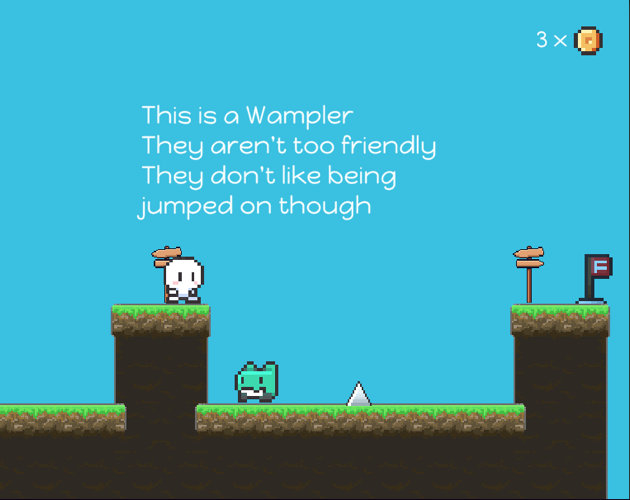 3 ×
This is a Wampler
They aren't too friendly
They don't like being
jumped on though
F